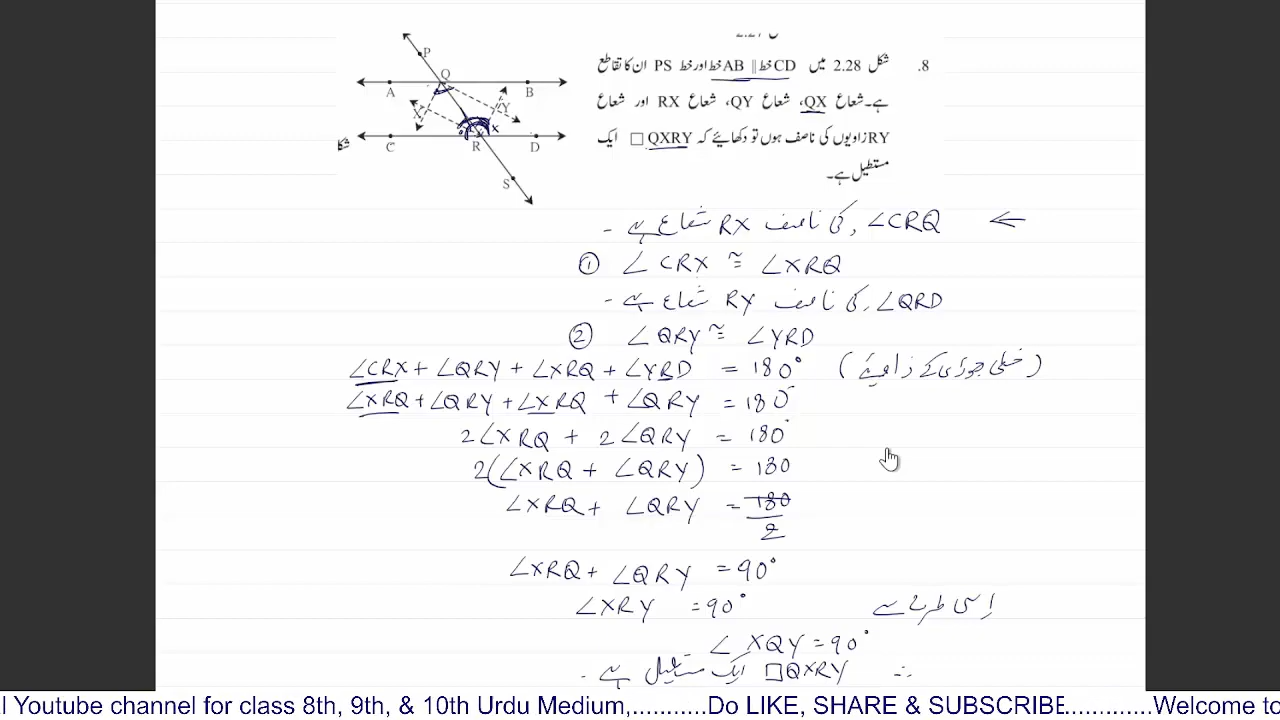 8. شکل 2.28 میں خط AB ∥ خط CD اور خط PS ان کا تقاطع
ہے۔ شعاع QX، شعاع QY، شعاع RX اور شعاع
RY زاویوں کی ناصف ہوں تو دکھائیے کہ □QXRY ایک
مستطیل ہے۔
P
Q
A
B
X
Y
x
C
R
D
S
← ∠CRQ کی ناصف RX شعاع ہے -
① ∠CRX ≅ ∠XRQ
∠QRD کی ناصف RY شعاع ہے -
② ∠QRY ≅ ∠YRD
∠CRX + ∠QRY + ∠XRQ + ∠YRD = 180° (خطی جوڑی کے زاویئے)
∠XRQ + ∠QRY + ∠XRQ + ∠QRY = 180°
2∠XRQ + 2∠QRY = 180°
2(∠XRQ + ∠QRY) = 180
∠XRQ + ∠QRY = 180/2
∠XRQ + ∠QRY = 90°
∠XRY = 90° اسی طرح سے
∠XQY = 90°
∴ □QXRY ایک مستطیل ہے -
l Youtube channel for class 8th, 9th, & 10th Urdu Medium,..........Do LIKE, SHARE & SUBSCRIBE.............Welcome to